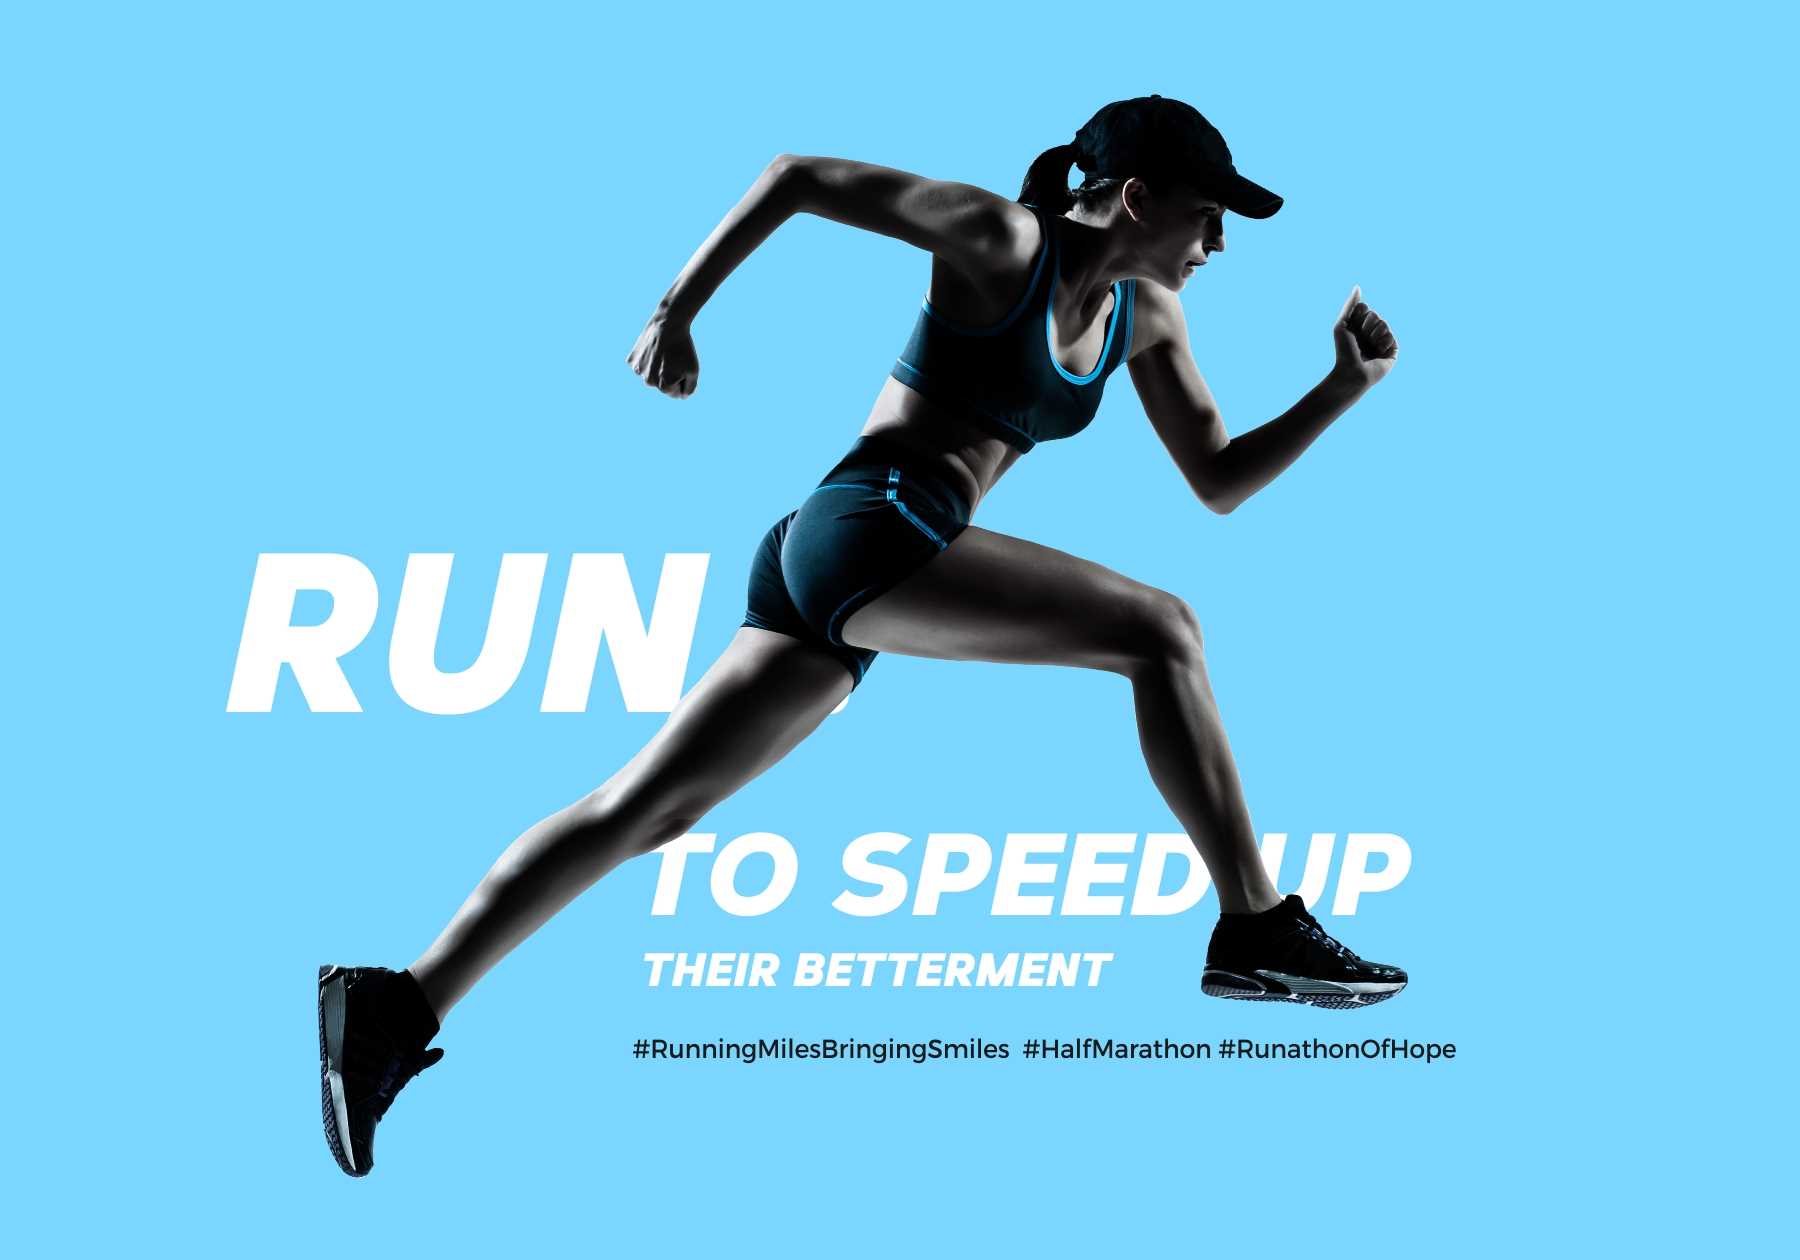 RUN
TO SPEED UP
THEIR BETTERMENT
#RunningMilesBringingSmiles #HalfMarathon #RunathonOfHope